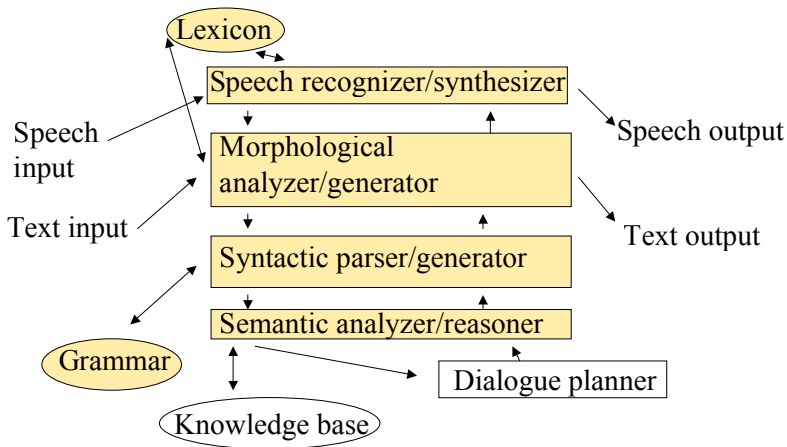 Lexicon
Speech recognizer/synthesizer
Speech
input
Speech output
Morphological
analyzer/generator
Text input
Text output
Syntactic parser/generator
Semantic analyzer/reasoner
Grammar
Dialogue planner
Knowledge base